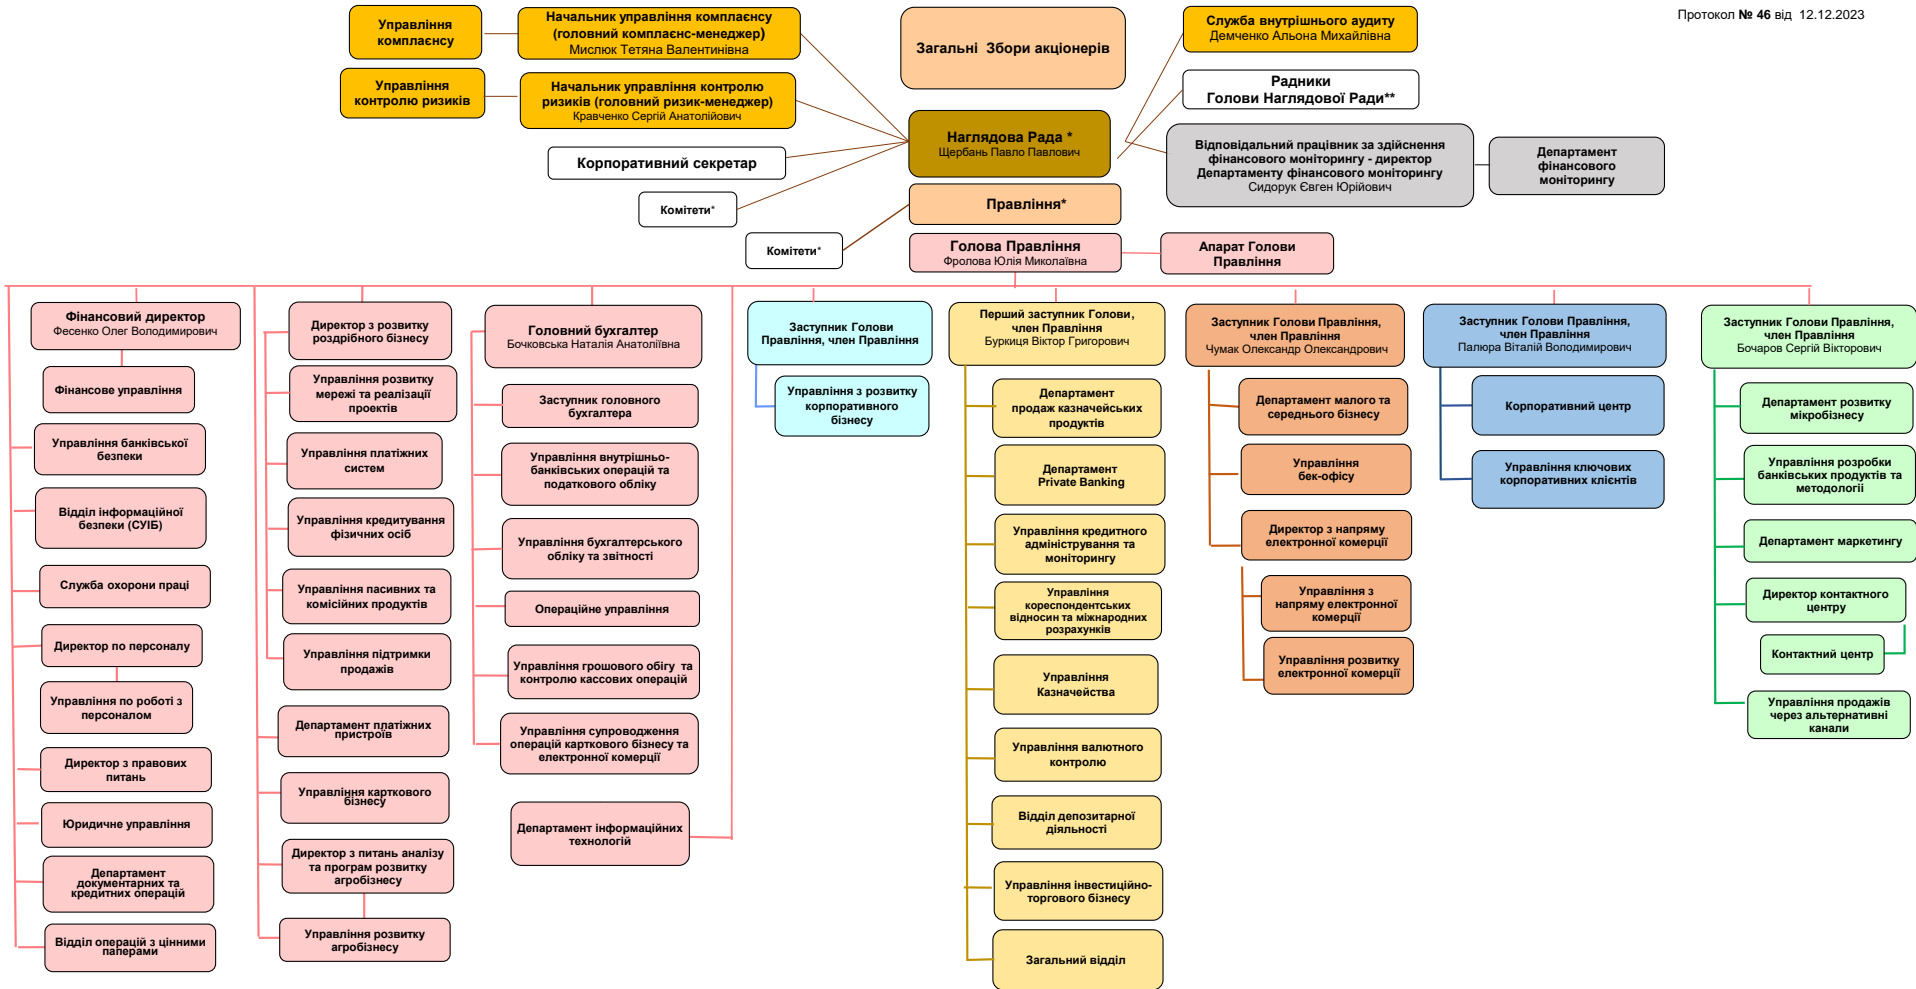 Протокол № 46 від 12.12.2023
Управління
комплаєнсу
Начальник управління комплаєнсу
(головний комплаєнс-менеджер)
Мислюк Тетяна Валентинівна
Загальні Збори акціонерів
Служба внутрішнього аудиту
Демченко Альона Михайлівна
Управління
контролю ризиків
Начальник управління контролю
ризиків (головний ризик-менеджер)
Кравченко Сергій Анатолійович
Радники
Голови Наглядової Ради**
Наглядова Рада *
Щербань Павло Павлович
Корпоративний секретар
Відповідальний працівник за здійснення
фінансового моніторингу - директор
Департаменту фінансового моніторингу
Сидорук Євген Юрійович
Департамент
фінансового
моніторингу
Комітети*
Правління*
Комітети*
Голова Правління
Фролова Юлія Миколаївна
Апарат Голови
Правління
Фінансовий директор
Фесенко Олег Володимирович
Фінансове управління
Управління банківської
безпеки
Відділ інформаційної
безпеки (СУІБ)
Служба охорони праці
Директор по персоналу
Управління по роботі з
персоналом
Директор з правових
питань
Юридичне управління
Департамент
документарних та
кредитних операцій
Відділ операцій з цінними
паперами
Директор з розвитку
роздрібного бізнесу
Управління розвитку
мережі та реалізації
проектів
Управління платіжних
систем
Управління кредитування
фізичних осіб
Управління пасивних та
комісійних продуктів
Управління підтримки
продажів
Департамент платіжних
пристроїв
Управління карткового
бізнесу
Директор з питань аналізу
та програм розвитку
агробізнесу
Управління розвитку
агробізнесу
Головний бухгалтер
Бочковська Наталія Анатоліївна
Заступник головного
бухгалтера
Управління внутрішньо-
банківських операцій та
податкового обліку
Управління бухгалтерського
обліку та звітності
Операційне управління
Управління грошового обігу та
контролю кассових операцій
Управління супроводження
операцій карткового бізнесу та
електронної комерції
Департамент інформаційних
технологій
Заступник Голови
Правління, член Правління
Управління з розвитку
корпоративного
бізнесу
Перший заступник Голови,
член Правління
Буркиця Віктор Григорович
Департамент
продаж казначейських
продуктів
Департамент
Private Banking
Управління кредитного
адміністрування та
моніторингу
Управління
кореспондентських
відносин та міжнародних
розрахунків
Управління
Казначейства
Управління валютного
контролю
Відділ депозитарної
діяльності
Управління інвестиційно-
торгового бізнесу
Загальний відділ
Заступник Голови Правління,
член Правління
Чумак Олександр Олександрович
Департамент малого та
середнього бізнесу
Управління
бек-офісу
Директор з напряму
електронної комерції
Управління з
напряму електронної
комерції
Управління розвитку
електронної комерції
Заступник Голови Правління,
член Правління
Палюра Віталій Володимирович
Корпоративний центр
Управління ключових
корпоративних клієнтів
Заступник Голови Правління,
член Правління
Бочаров Сергій Вікторович
Департамент розвитку
мікробізнесу
Управління розробки
банківських продуктів та
методології
Департамент маркетингу
Директор контактного
центру
Контактний центр
Управління продажів
через альтернативні
канали